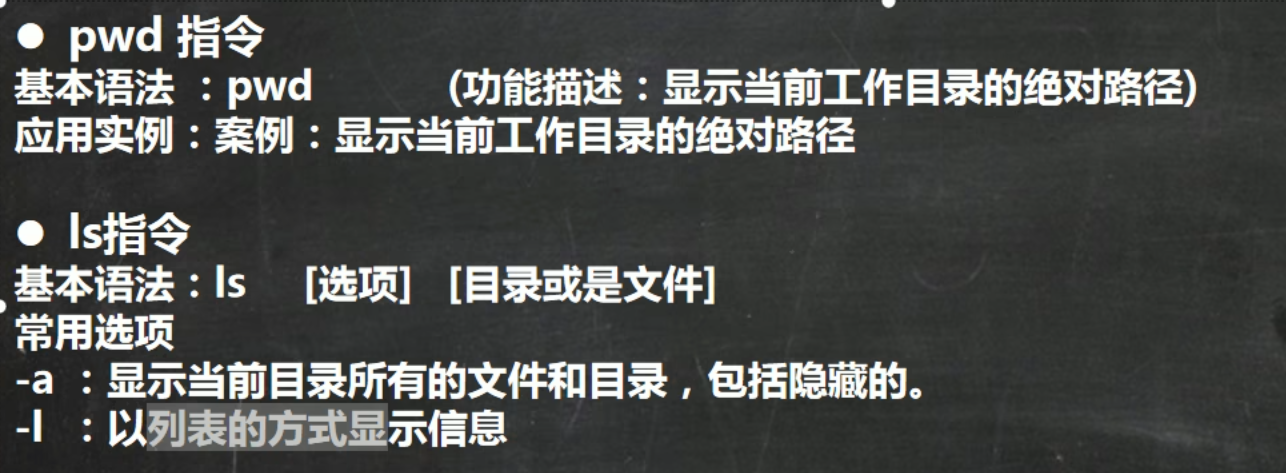 ● pwd 指令
基本语法 ：pwd (功能描述：显示当前工作目录的绝对路径)
应用实例：案例：显示当前工作目录的绝对路径
● ls指令
基本语法：ls [选项] [目录或是文件]
常用选项
-a ：显示当前目录所有的文件和目录，包括隐藏的。
-l ：以列表的方式显示信息